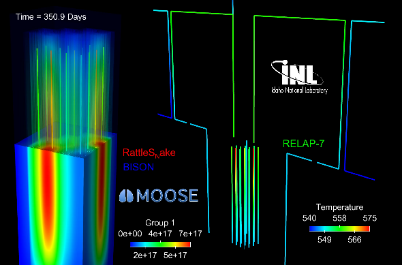 Time = 350.9 Days
INL
Idaho National Laboratory
RattleSnake
BISON
RELAP-7
MOOSE
Group 1
0e+00 4e+17 7e+17
2e+17 5e+17
Temperature
540 558 575
549 566